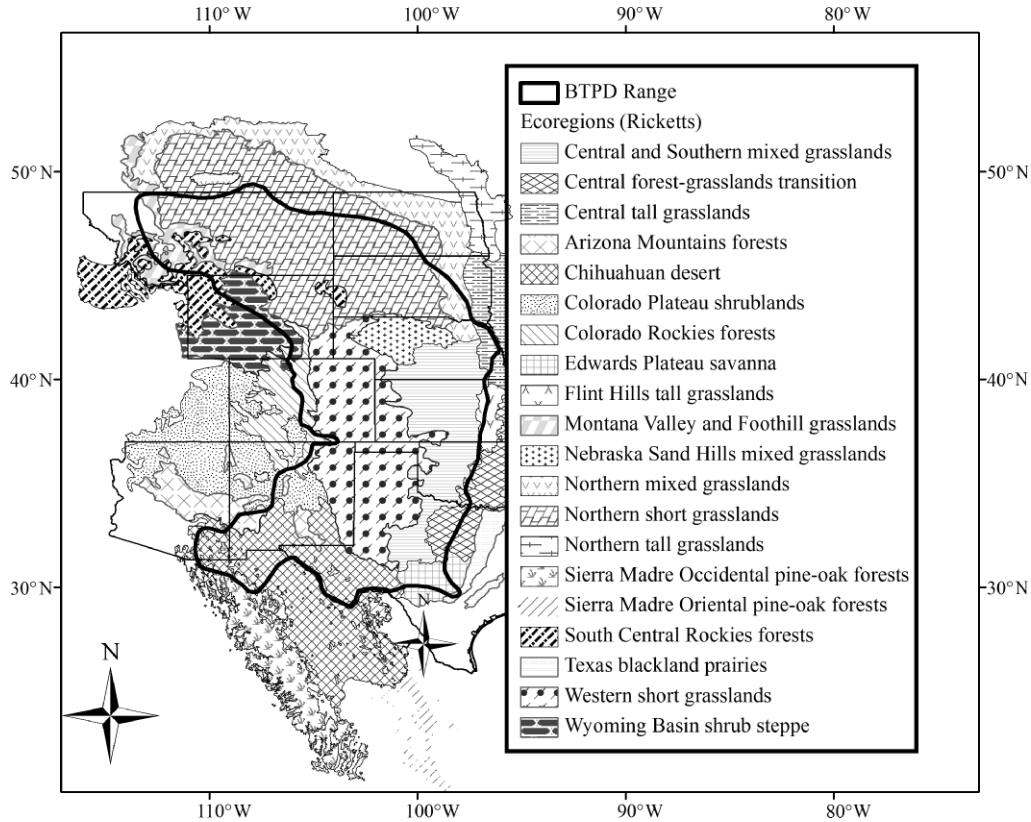 110° W 100° W 90° W 80° W
BTPD Range
Ecoregions (Ricketts)
Central and Southern mixed grasslands
Central forest-grasslands transition
Central tall grasslands
Arizona Mountains forests
Chihuahuan desert
Colorado Plateau shrublands
Colorado Rockies forests
Edwards Plateau savanna
Flint Hills tall grasslands
Montana Valley and Foothill grasslands
Nebraska Sand Hills mixed grasslands
Northern mixed grasslands
Northern short grasslands
Northern tall grasslands
Sierra Madre Occidental pine-oak forests
Sierra Madre Oriental pine-oak forests
South Central Rockies forests
Texas blackland prairies
Western short grasslands
Wyoming Basin shrub steppe
50° N 50° N
40° N 40° N
30° N 30° N
N
N
110° W 100° W 90° W 80° W